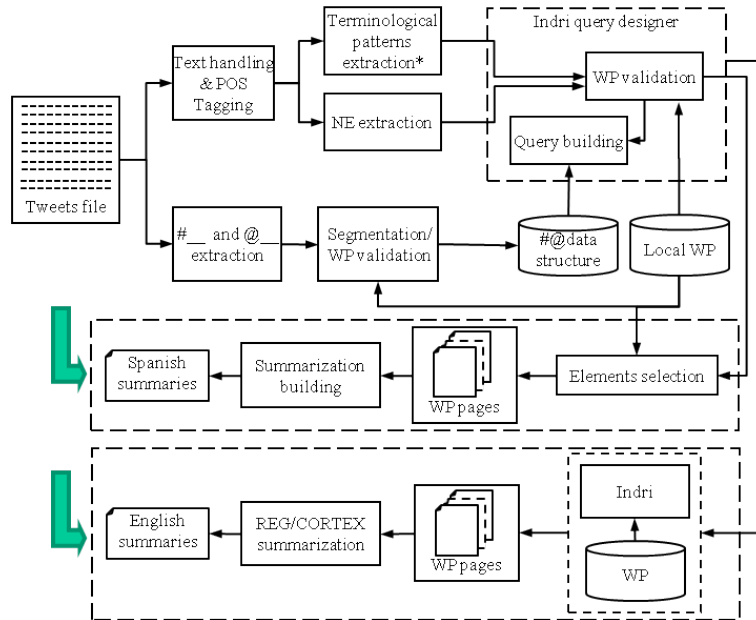 Terminological
patterns
extraction*
Indri query designer
Text handling
& POS
Tagging
WP validation
NE extraction
Query building
Tweets file
#__ and @__
extraction
Segmentation/
WP validation
#@data
structure
Local WP
Spanish
summaries
Summarization
building
WP pages
Elements selection
English
summaries
REG/CORTEX
summarization
WP pages
Indri
WP